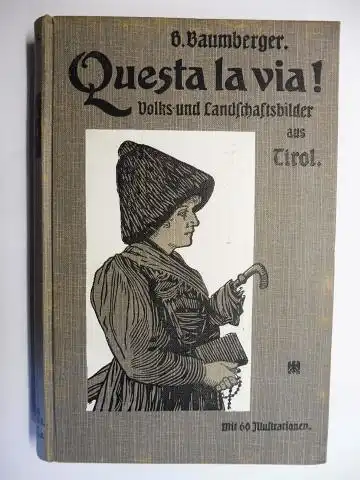 G. Baumberger.
Questa la via!
Volks- und Landschaftsbilder
aus
Tirol.
Mit 60 Illustrationen.